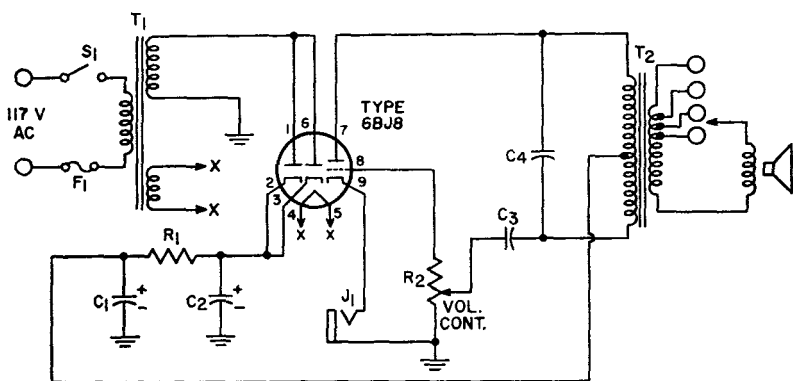 T1
S1
117 V
AC
F1
X
X
TYPE
6BJ8
1
6
7
2
3
8
9
4
5
X
X
R1
C1
+
-
C2
+
-
J1
R2
VOL.
CONT.
C3
C4
T2